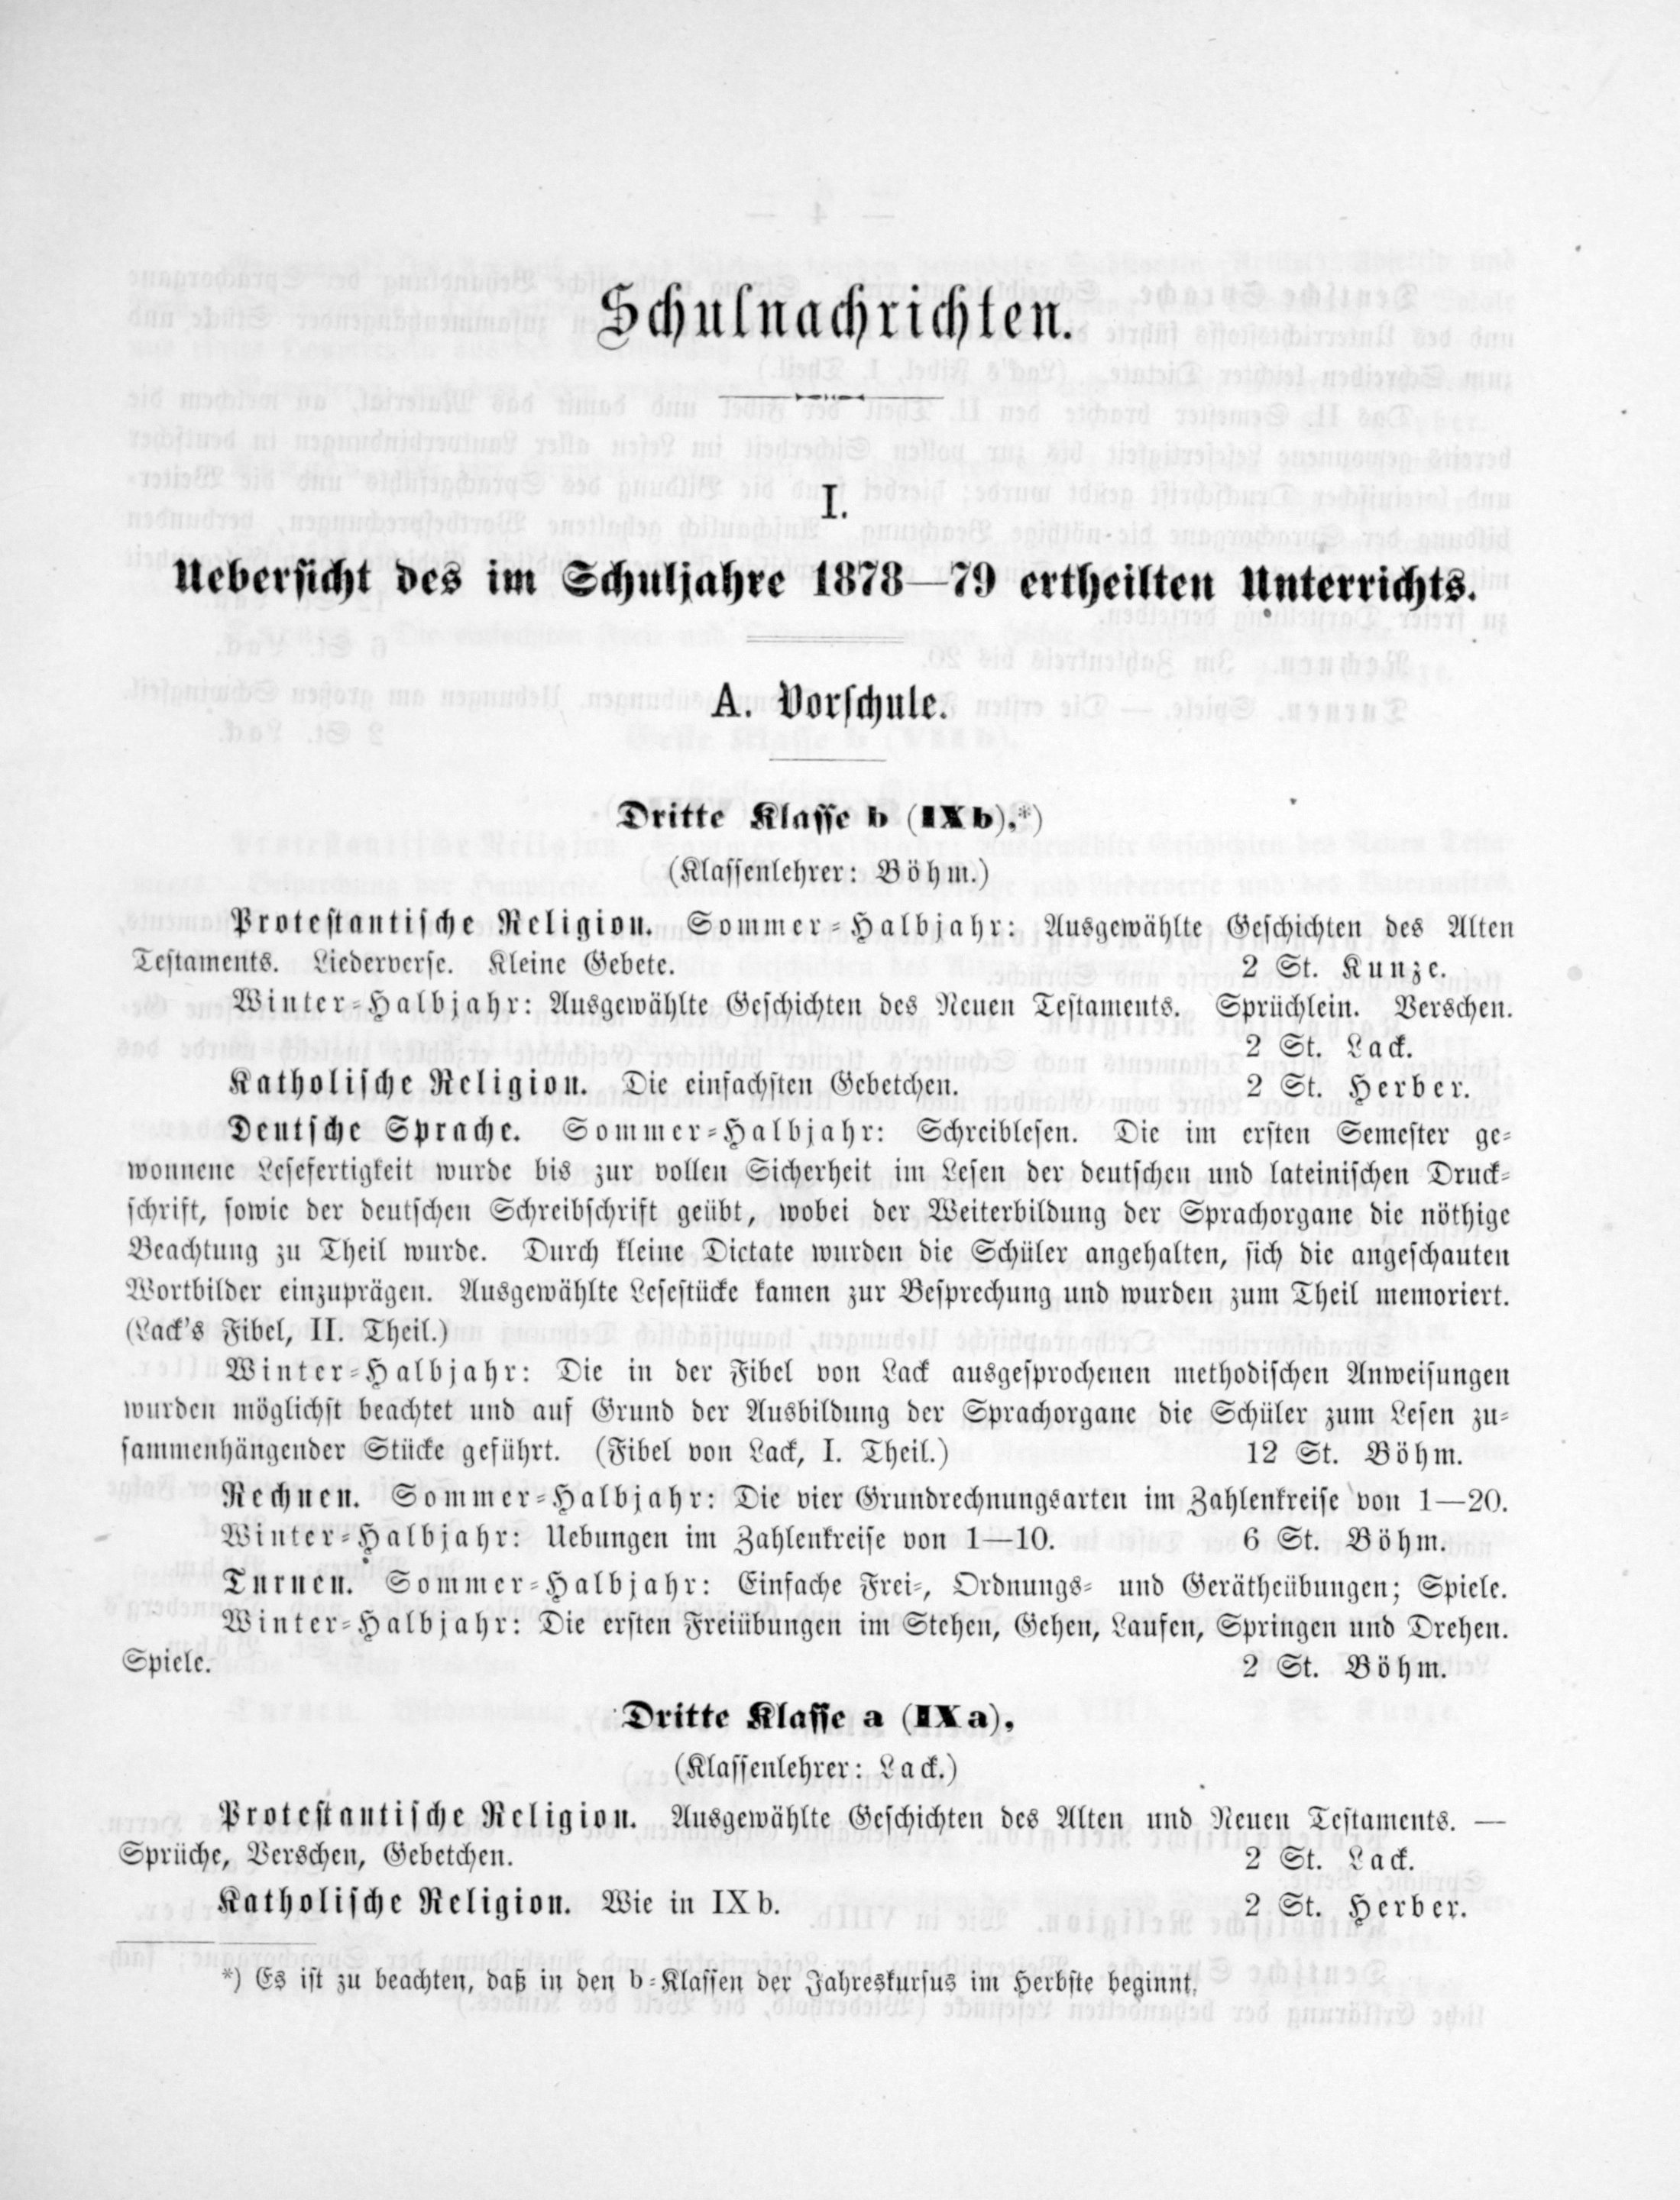 Schulnachrichten.
I.
Uebersicht des im Schuljahre 1878—79 ertheilten Unterrichts.
A. Vorschule.
Dritte Klasse b (IXb).*)
(Klassenlehrer: Böhm.)
Protestantische Religion. Sommer-Halbjahr: Ausgewählte Geschichten des Alten
Testaments. Liederverse. Kleine Gebete. 2 St. Kunze.
Winter-Halbjahr: Ausgewählte Geschichten des Neuen Testaments. Sprüchlein. Verschen.
2 St. Lack.
Katholische Religion. Die einfachsten Gebetchen. 2 St. Herber.
Deutsche Sprache. Sommer-Halbjahr: Schreiblesen. Die im ersten Semester ge-
wonnene Lesefertigkeit wurde bis zur vollen Sicherheit im Lesen der deutschen und lateinischen Druck-
schrift, sowie der deutschen Schreibschrift geübt, wobei der Weiterbildung der Sprachorgane die nöthige
Beachtung zu Theil wurde. Durch kleine Dictate wurden die Schüler angehalten, sich die angeschauten
Wortbilder einzuprägen. Ausgewählte Lesestücke kamen zur Besprechung und wurden zum Theil memoriert.
(Lack's Fibel, II. Theil.)
Winter-Halbjahr: Die in der Fibel von Lack ausgesprochenen methodischen Anweisungen
wurden möglichst beachtet und auf Grund der Ausbildung der Sprachorgane die Schüler zum Lesen zu-
sammenhängender Stücke geführt. (Fibel von Lack, I. Theil.) 12 St. Böhm.
Rechnen. Sommer-Halbjahr: Die vier Grundrechnungsarten im Zahlenkreise von 1—20.
Winter-Halbjahr: Uebungen im Zahlenkreise von 1—10. 6 St. Böhm.
Turnen. Sommer-Halbjahr: Einfache Frei-, Ordnungs- und Gerätheübungen; Spiele.
Winter-Halbjahr: Die ersten Freiübungen im Stehen, Gehen, Laufen, Springen und Drehen.
Spiele. 2 St. Böhm.
Dritte Klasse a (IXa).
(Klassenlehrer: Lack.)
Protestantische Religion. Ausgewählte Geschichten des Alten und Neuen Testaments. —
Sprüche, Verschen, Gebetchen. 2 St. Lack.
Katholische Religion. Wie in IXb. 2 St. Herber.
*) Es ist zu beachten, daß in den b-Klassen der Jahreskursus im Herbste beginnt.